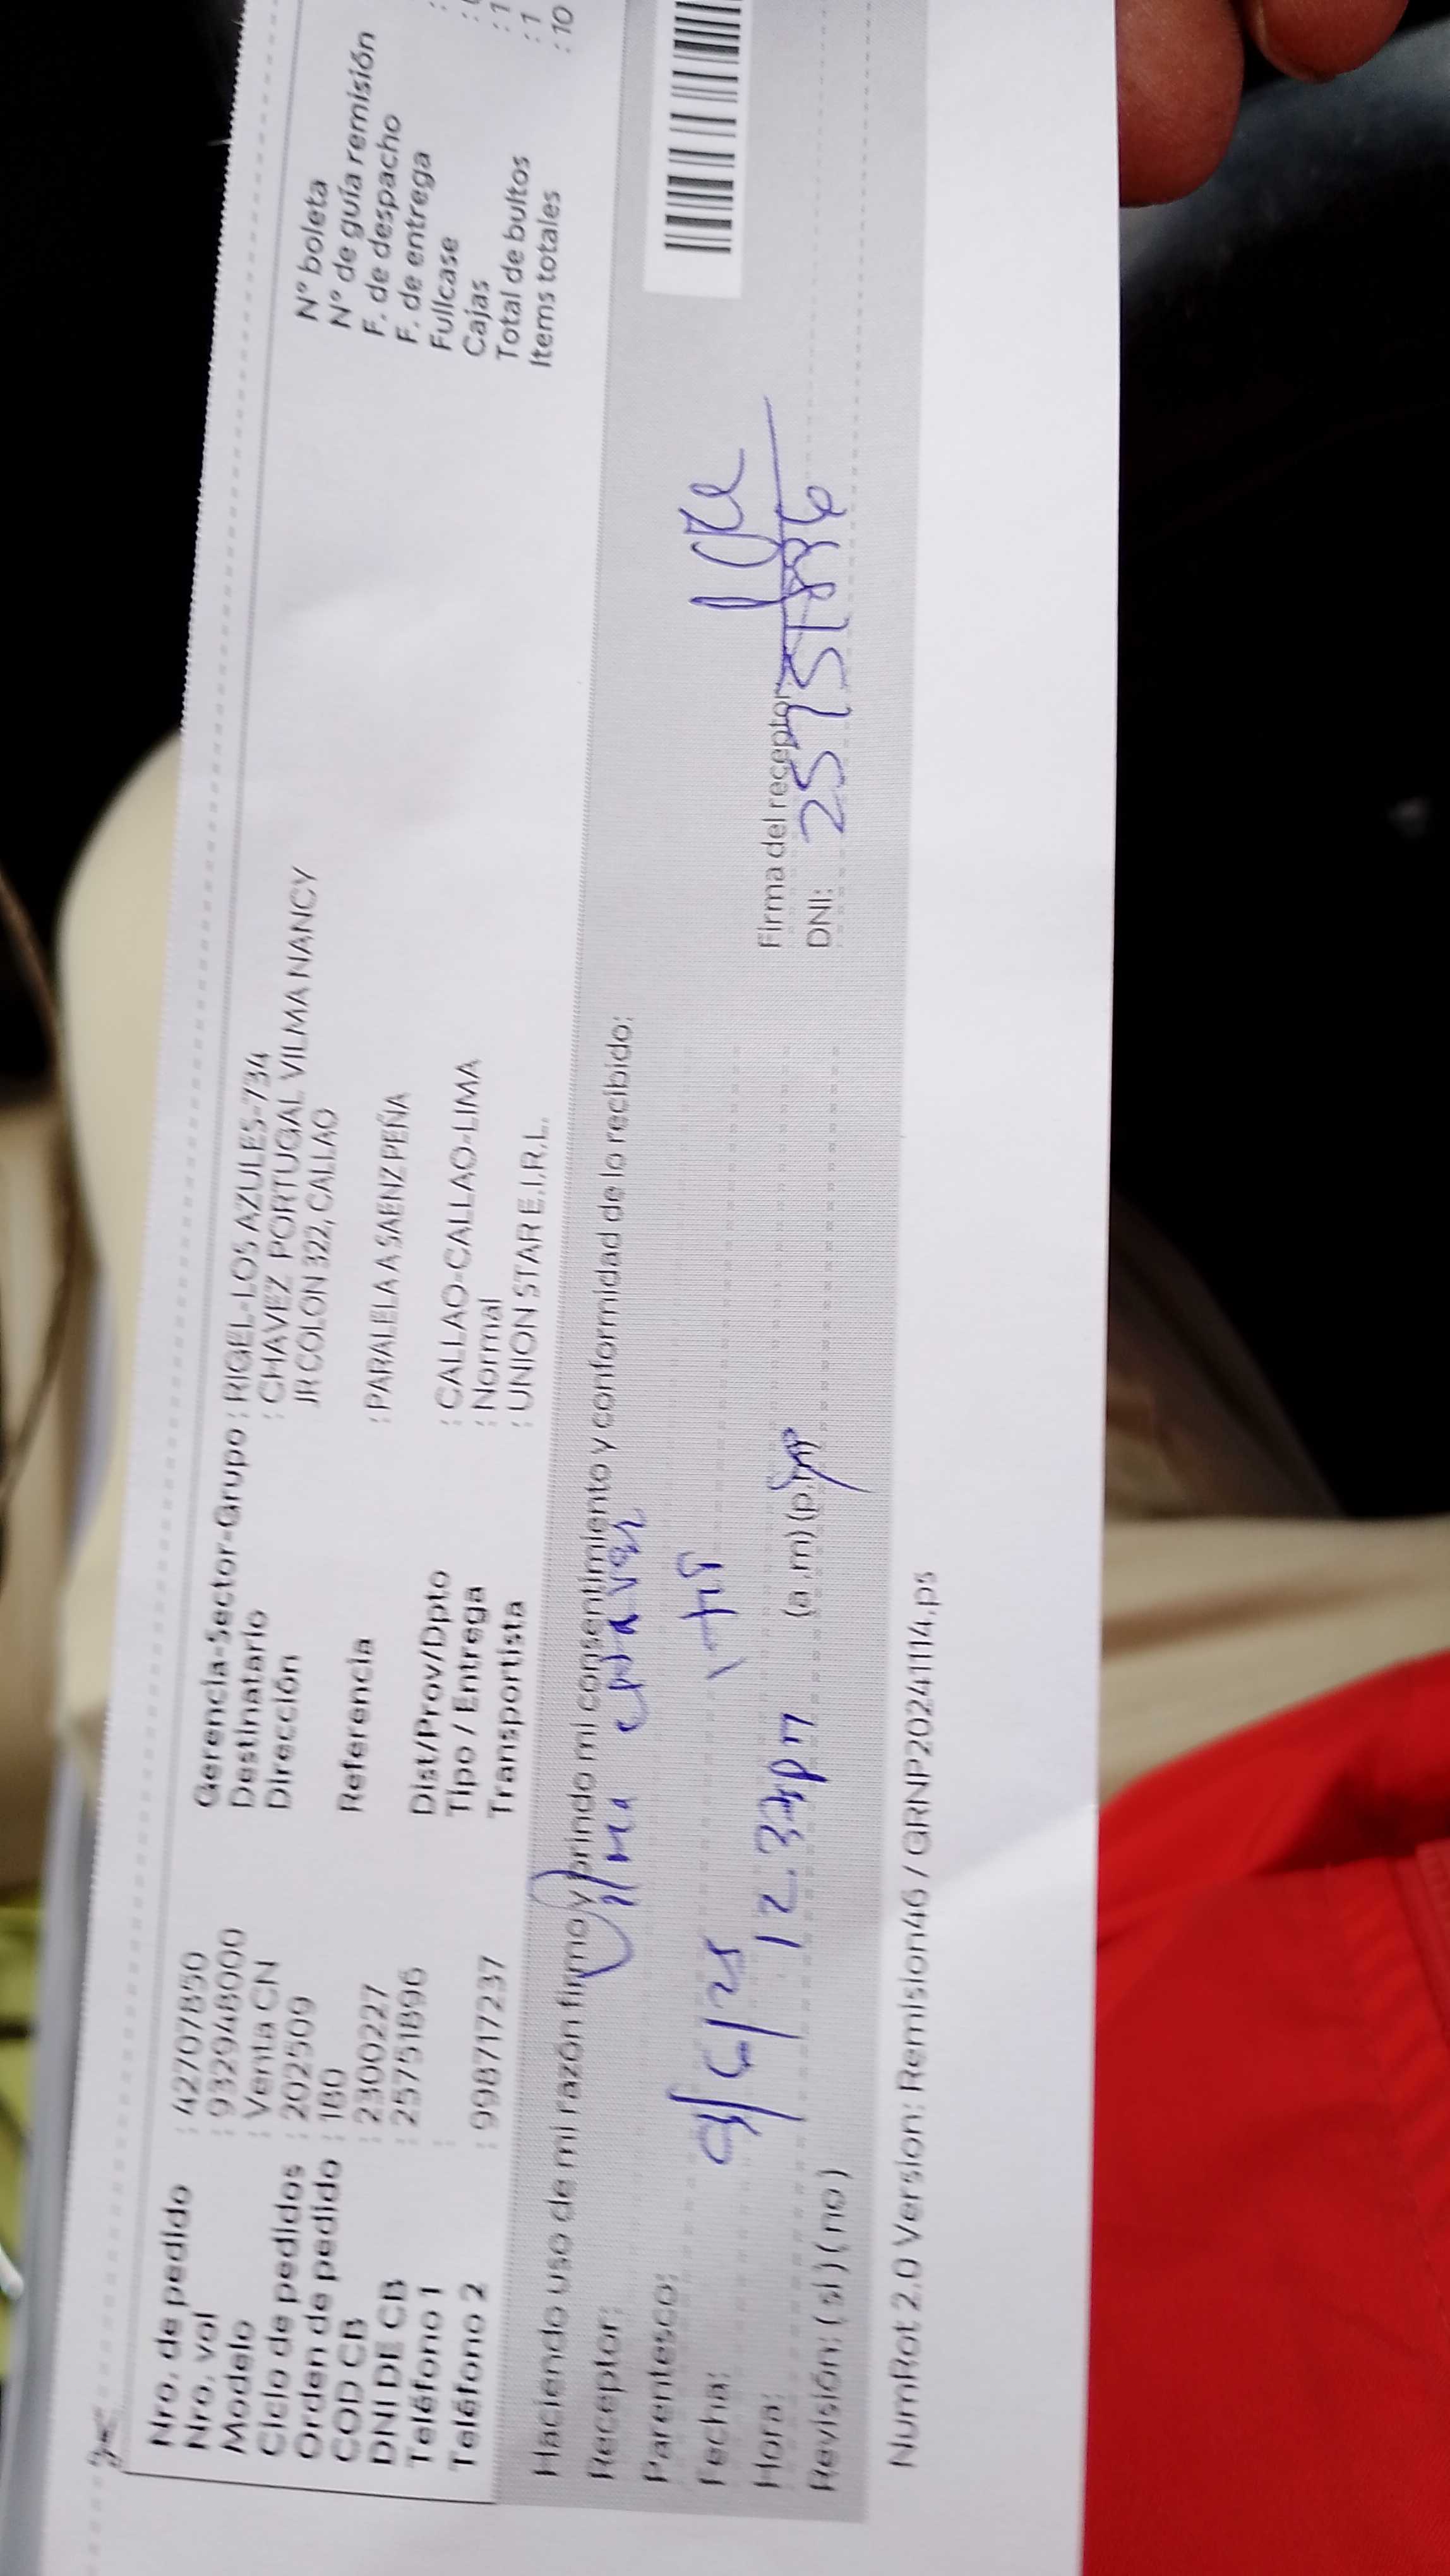 Nro. de pedido : 42707850
Nro. vol : 932948000
Modelo : Venta CN
Ciclo de pedidos : 202509
Orden de pedido : 180
COD CB : 2300227
DNI DE CB : 25751896
Teléfono 1 :
Teléfono 2 : 998717237
Gerencia-Sector-Grupo : RIGEL-LOS AZULES-734
Destinatario : CHAVEZ PORTUGAL VILMA NANCY
Dirección JR COLON 322, CALLAO
Referencia : PARALELA A SAENZ PEÑA
Dist/Prov/Dpto : CALLAO-CALLAO-LIMA
Tipo / Entrega : Normal
Transportista : UNION STAR E.I.R.L.
N° boleta
N° de guía remisión
F. de despacho
F. de entrega
Fullcase
Cajas : 1
Total de bultos : 1
Items totales : 10
Haciendo uso de mi razón firmo y brindo mi consentimiento y conformidad de lo recibido:
Receptor: Vilma Chavez
Parentesco:
Fecha:
Hora: 12 33 pm (a.m) (p.m)
Revisión: ( si ) ( no )
Firma del receptor:
DNI: 25751896
NumRot 2.0 Version: Remision46 / GRNP20241114.ps